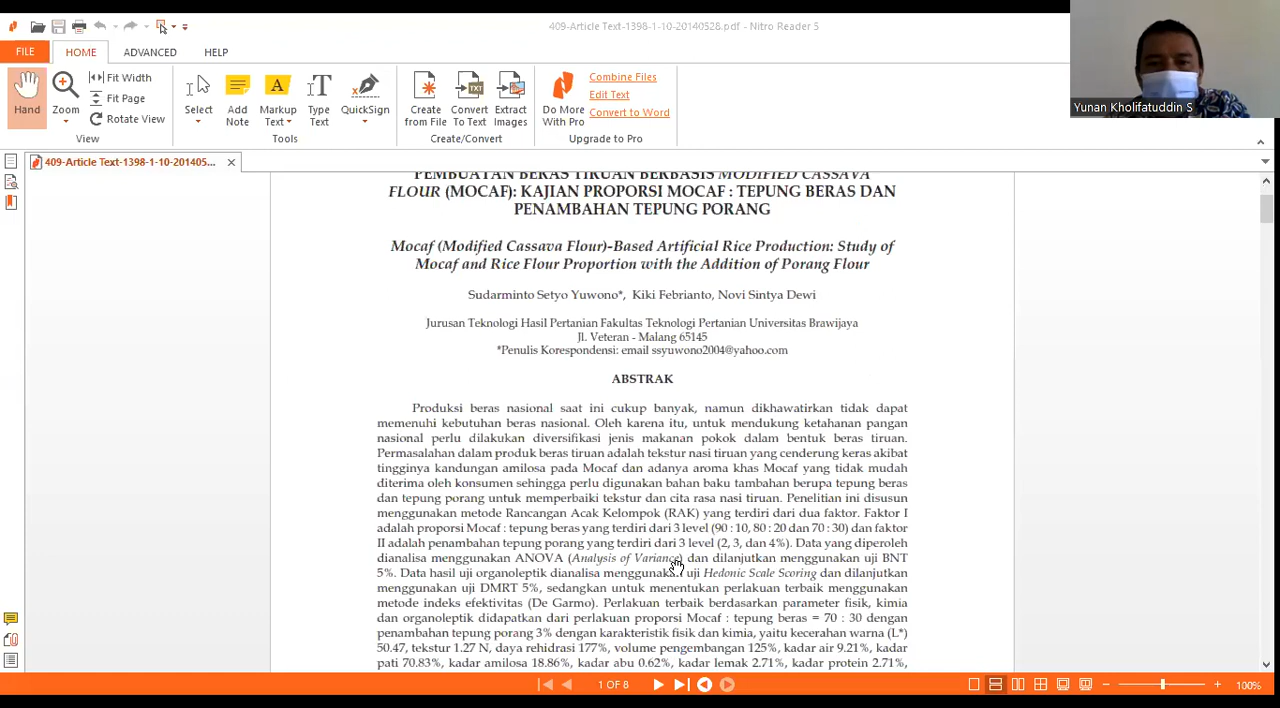 409-Article Text-1398-1-10-20140528.pdf - Nitro Reader 5
FILE
HOME
ADVANCED
HELP
Hand
Zoom
Fit Width
Fit Page
Rotate View
View
Select
Add Note
Markup Text
Type Text
QuickSign
Tools
Create from File
Convert To Text
Extract Images
Create/Convert
Do More With Pro
Combine Files
Edit Text
Convert to Word
Upgrade to Pro
Yunan Kholifatuddin S
409-Article Text-1398-1-10-201405...
PEMBUATAN BERAS TIRUAN BERBASIS MODIFIED CASSAVA
FLOUR (MOCAF): KAJIAN PROPORSI MOCAF : TEPUNG BERAS DAN
PENAMBAHAN TEPUNG PORANG
Mocaf (Modified Cassava Flour)-Based Artificial Rice Production: Study of
Mocaf and Rice Flour Proportion with the Addition of Porang Flour
Sudarminto Setyo Yuwono*, Kiki Febrianto, Novi Sintya Dewi
Jurusan Teknologi Hasil Pertanian Fakultas Teknologi Pertanian Universitas Brawijaya
Jl. Veteran - Malang 65145
*Penulis Korespondensi: email ssyuwono2004@yahoo.com
ABSTRAK
Produksi beras nasional saat ini cukup banyak, namun dikhawatirkan tidak dapat
memenuhi kebutuhan beras nasional. Oleh karena itu, untuk mendukung ketahanan pangan
nasional perlu dilakukan diversifikasi jenis makanan pokok dalam bentuk beras tiruan.
Permasalahan dalam produk beras tiruan adalah tekstur nasi tiruan yang cenderung keras akibat
tingginya kandungan amilosa pada Mocaf dan adanya aroma khas Mocaf yang tidak mudah
diterima oleh konsumen sehingga perlu digunakan bahan baku tambahan berupa tepung beras
dan tepung porang untuk memperbaiki tekstur dan cita rasa nasi tiruan. Penelitian ini disusun
menggunakan metode Rancangan Acak Kelompok (RAK) yang terdiri dari dua faktor. Faktor I
adalah proporsi Mocaf : tepung beras yang terdiri dari 3 level (90 : 10, 80 : 20 dan 70 : 30) dan faktor
II adalah penambahan tepung porang yang terdiri dari 3 level (2, 3, dan 4%). Data yang diperoleh
dianalisa menggunakan ANOVA (Analysis of Variance) dan dilanjutkan menggunakan uji BNT
5%. Data hasil uji organoleptik dianalisa menggunakan uji Hedonic Scale Scoring dan dilanjutkan
menggunakan uji DMRT 5%, sedangkan untuk menentukan perlakuan terbaik menggunakan
metode indeks efektivitas (De Garmo). Perlakuan terbaik berdasarkan parameter fisik, kimia
dan organoleptik didapatkan dari perlakuan proporsi Mocaf : tepung beras = 70 : 30 dengan
penambahan tepung porang 3% dengan karakteristik fisik dan kimia, yaitu kecerahan warna (L*)
50.47, tekstur 1.27 N, daya rehidrasi 177%, volume pengembangan 125%, kadar air 9.21%, kadar
pati 70.83%, kadar amilosa 18.86%, kadar abu 0.62%, kadar lemak 2.71%, kadar protein 2.71%,
1 OF 8
100%